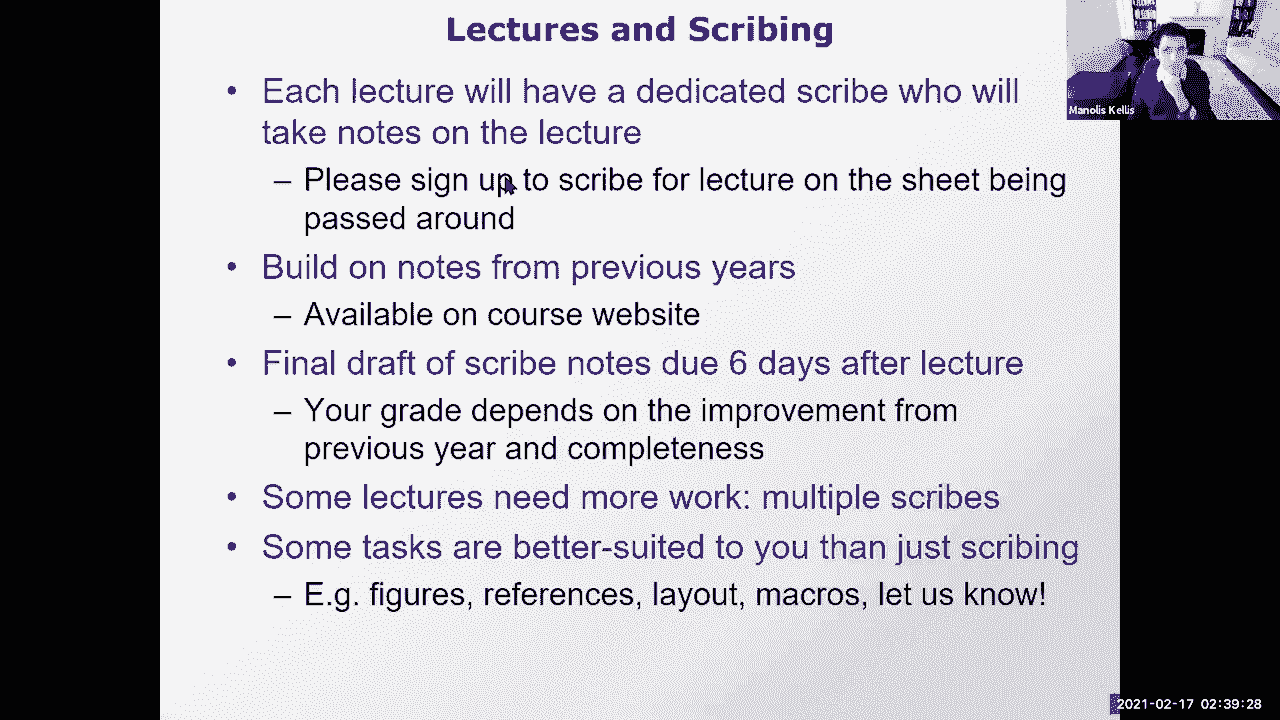 Lectures and Scribing
Manolis Kellis
• Each lecture will have a dedicated scribe who will
take notes on the lecture
– Please sign up to scribe for lecture on the sheet being
passed around
• Build on notes from previous years
– Available on course website
• Final draft of scribe notes due 6 days after lecture
– Your grade depends on the improvement from
previous year and completeness
• Some lectures need more work: multiple scribes
• Some tasks are better-suited to you than just scribing
– E.g. figures, references, layout, macros, let us know!
2021-02-17 02:39:28